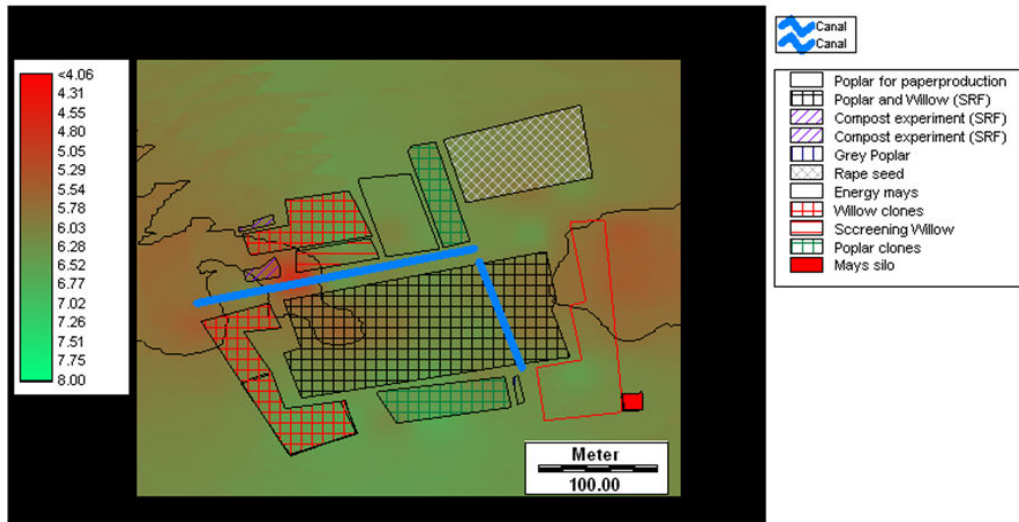 Canal
Canal
<4.06
4.31
4.55
4.80
5.05
5.29
5.54
5.78
6.03
6.28
6.52
6.77
7.02
7.26
7.51
7.75
8.00
Poplar for paperproduction
Poplar and Willow (SRF)
Compost experiment (SRF)
Compost experiment (SRF)
Grey Poplar
Rape seed
Energy mays
Willow clones
Sccreening Willow
Poplar clones
Mays silo
Meter
100.00